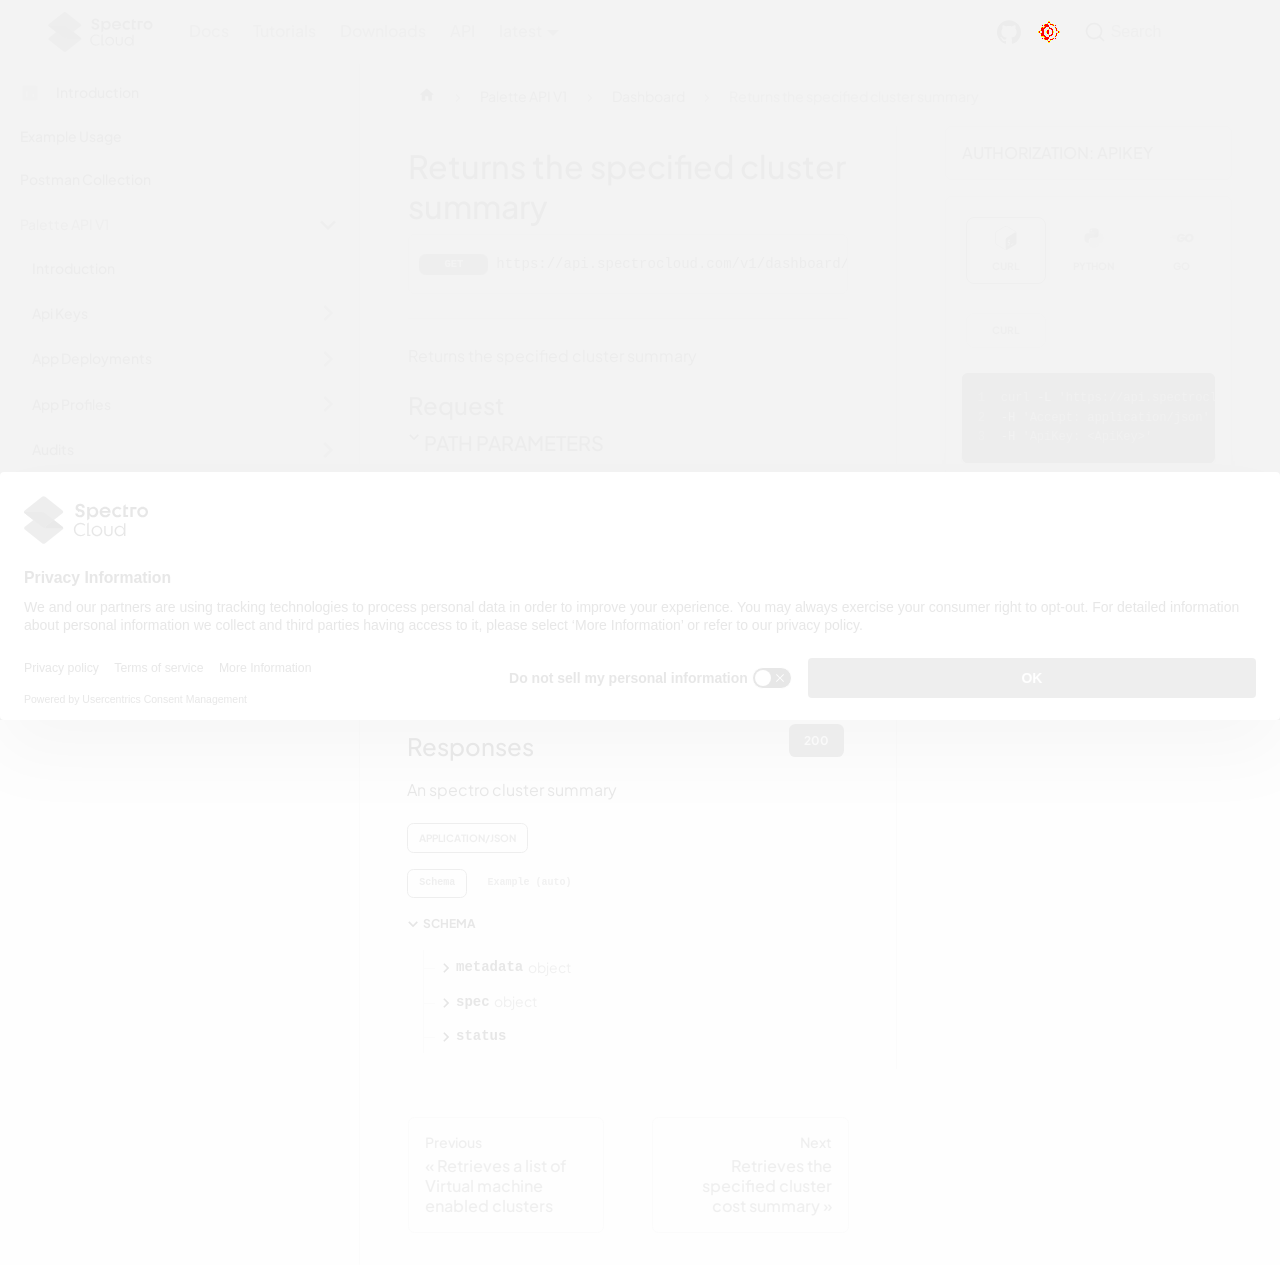 Spectro Cloud
Docs Tutorials Downloads API latest
Search
Introduction
Example Usage
Postman Collection
Palette API V1
Introduction
Api Keys
App Deployments
App Profiles
Audits
Palette API V1 Dashboard Returns the specified cluster summary
Returns the specified cluster
summary
GET https://api.spectrocloud.com/v1/dashboard/
Returns the specified cluster summary
Request
PATH PARAMETERS
AUTHORIZATION: APIKEY
CURL PYTHON GO
CURL
Spectro
Cloud
Privacy Information
We and our partners are using tracking technologies to process personal data in order to improve your experience. You may always exercise your consumer right to opt-out. For detailed information
about personal information we collect and third parties having access to it, please select 'More Information' or refer to our privacy policy.
Privacy policy Terms of service More Information
Do not sell my personal information
OK
Powered by Usercentrics Consent Management
Responses
200
An spectro cluster summary
APPLICATION/JSON
Schema Example (auto)
SCHEMA
metadata object
spec object
status
Previous
« Retrieves a list of
Virtual machine
enabled clusters
Next
Retrieves the
specified cluster
cost summary »